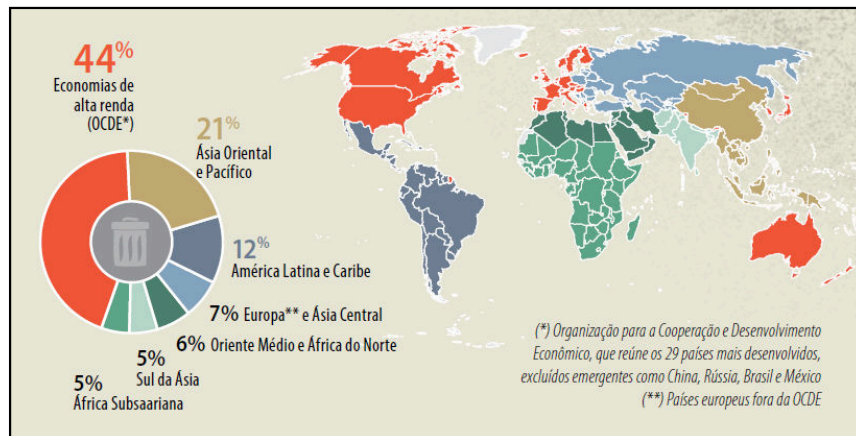 44%
Economias de
alta renda
(OCDE*)
21%
Ásia Oriental
e Pacífico
12%
América Latina e Caribe
7% Europa** e Ásia Central
6% Oriente Médio e África do Norte
5%
Sul da Ásia
5%
África Subsaariana
(*) Organização para a Cooperação e Desenvolvimento
Econômico, que reúne os 29 países mais desenvolvidos,
excluídos emergentes como China, Rússia, Brasil e México
(**) Países europeus fora da OCDE